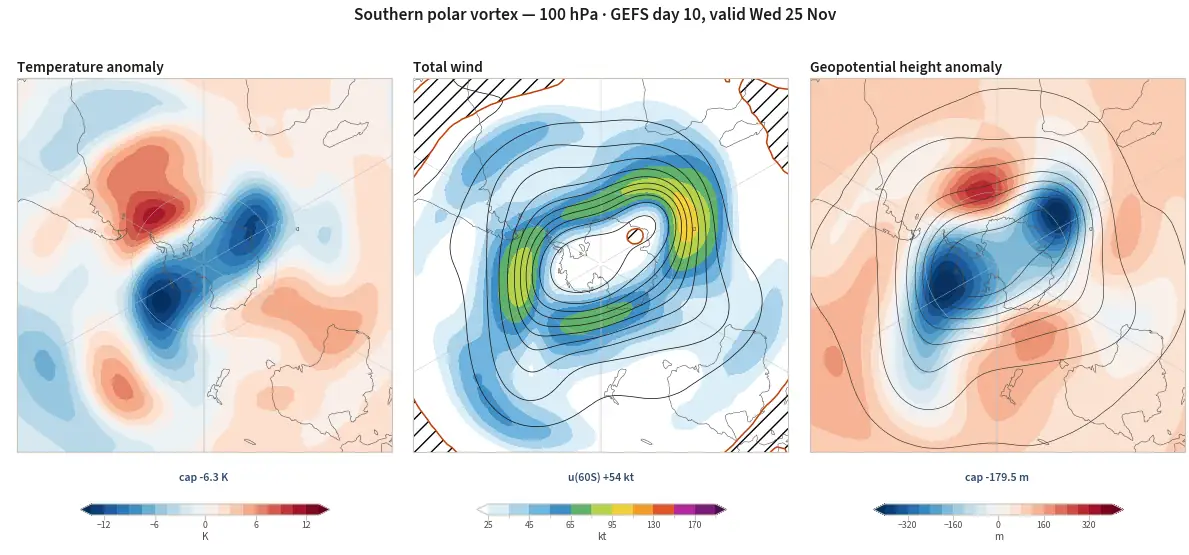 Southern polar vortex — 100 hPa · GEFS day 10, valid Wed 25 Nov
Temperature anomaly
Total wind
Geopotential height anomaly
cap -6.3 K
u(60S) +54 kt
cap -179.5 m
−12 −6 0 6 12
K
25 45 65 95 130 170
kt
−320 −160 0 160 320
m